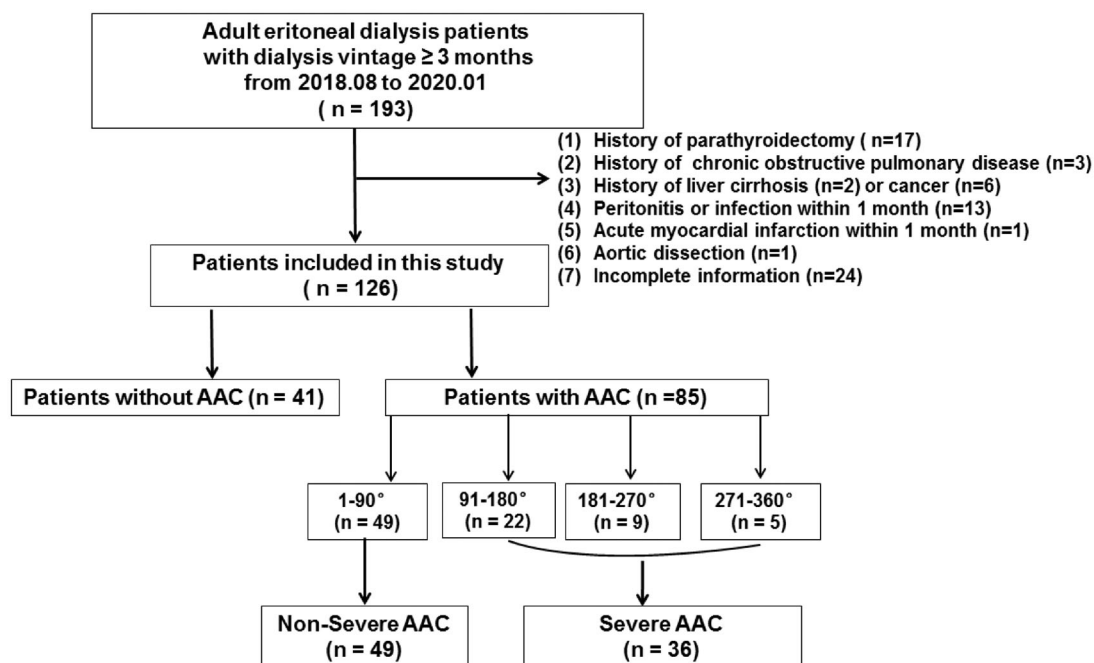 Adult eritoneal dialysis patients
with dialysis vintage ≥ 3 months
from 2018.08 to 2020.01
( n = 193)
(1) History of parathyroidectomy ( n=17)
(2) History of chronic obstructive pulmonary disease (n=3)
(3) History of liver cirrhosis (n=2) or cancer (n=6)
(4) Peritonitis or infection within 1 month (n=13)
(5) Acute myocardial infarction within 1 month (n=1)
(6) Aortic dissection (n=1)
(7) Incomplete information (n=24)
Patients included in this study
( n = 126)
Patients without AAC (n = 41)
Patients with AAC (n =85)
1-90°
(n = 49)
91-180°
(n = 22)
181-270°
(n = 9)
271-360°
(n = 5)
Non-Severe AAC
(n = 49)
Severe AAC
(n = 36)